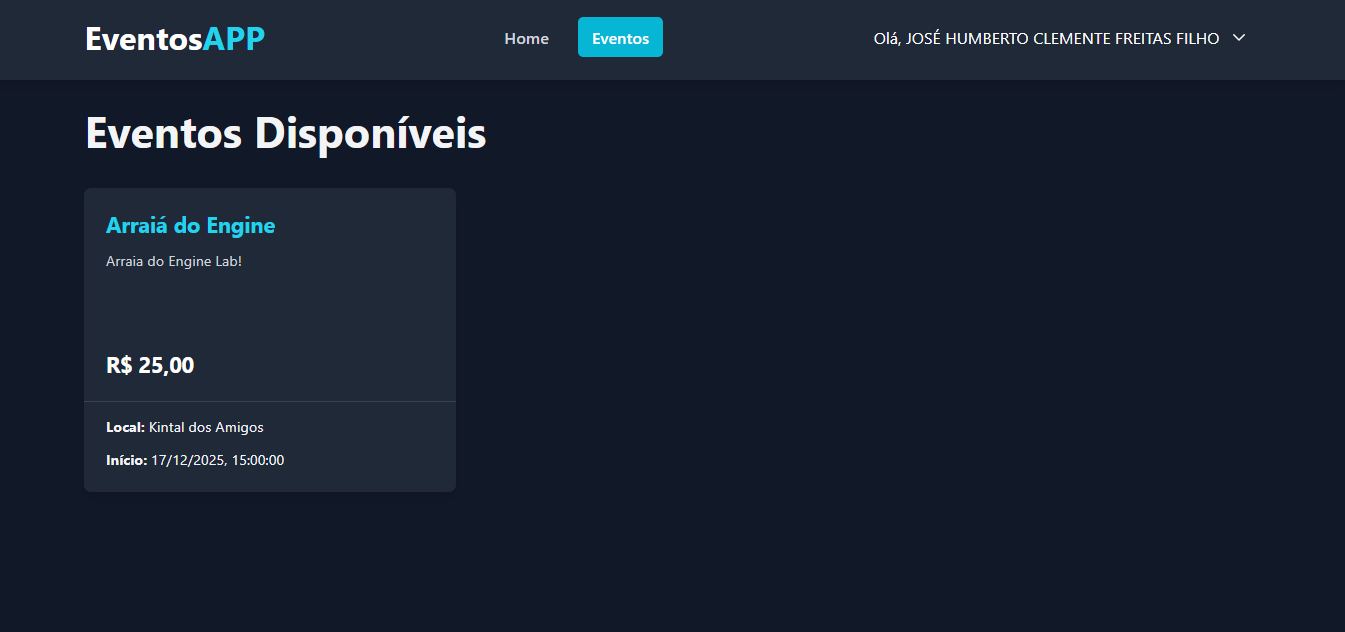 EventosAPP
Home
Eventos
Olá, JOSÉ HUMBERTO CLEMENTE FREITAS FILHO
Eventos Disponíveis
Arraiá do Engine
Arraia do Engine Lab!
R$ 25,00
Local: Kintal dos Amigos
Início: 17/12/2025, 15:00:00